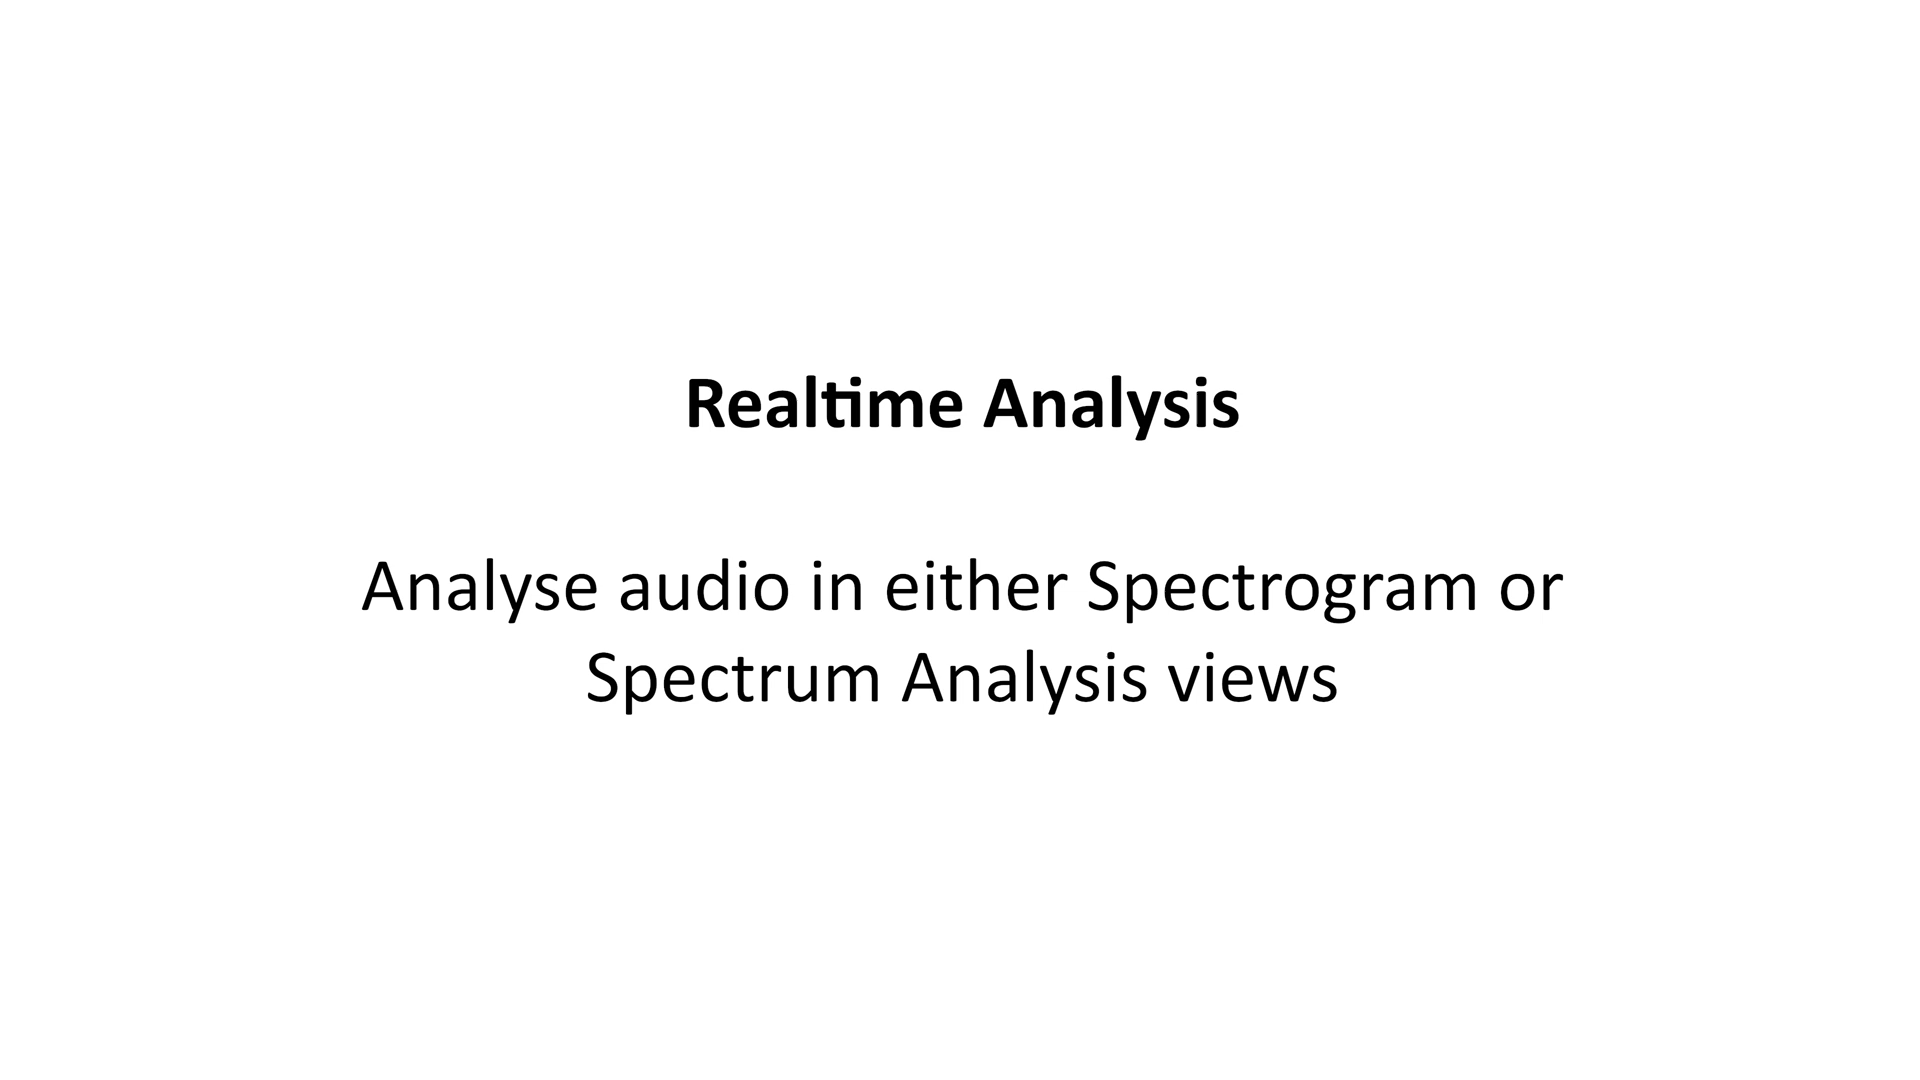 Realtime Analysis
Analyse audio in either Spectrogram or
Spectrum Analysis views